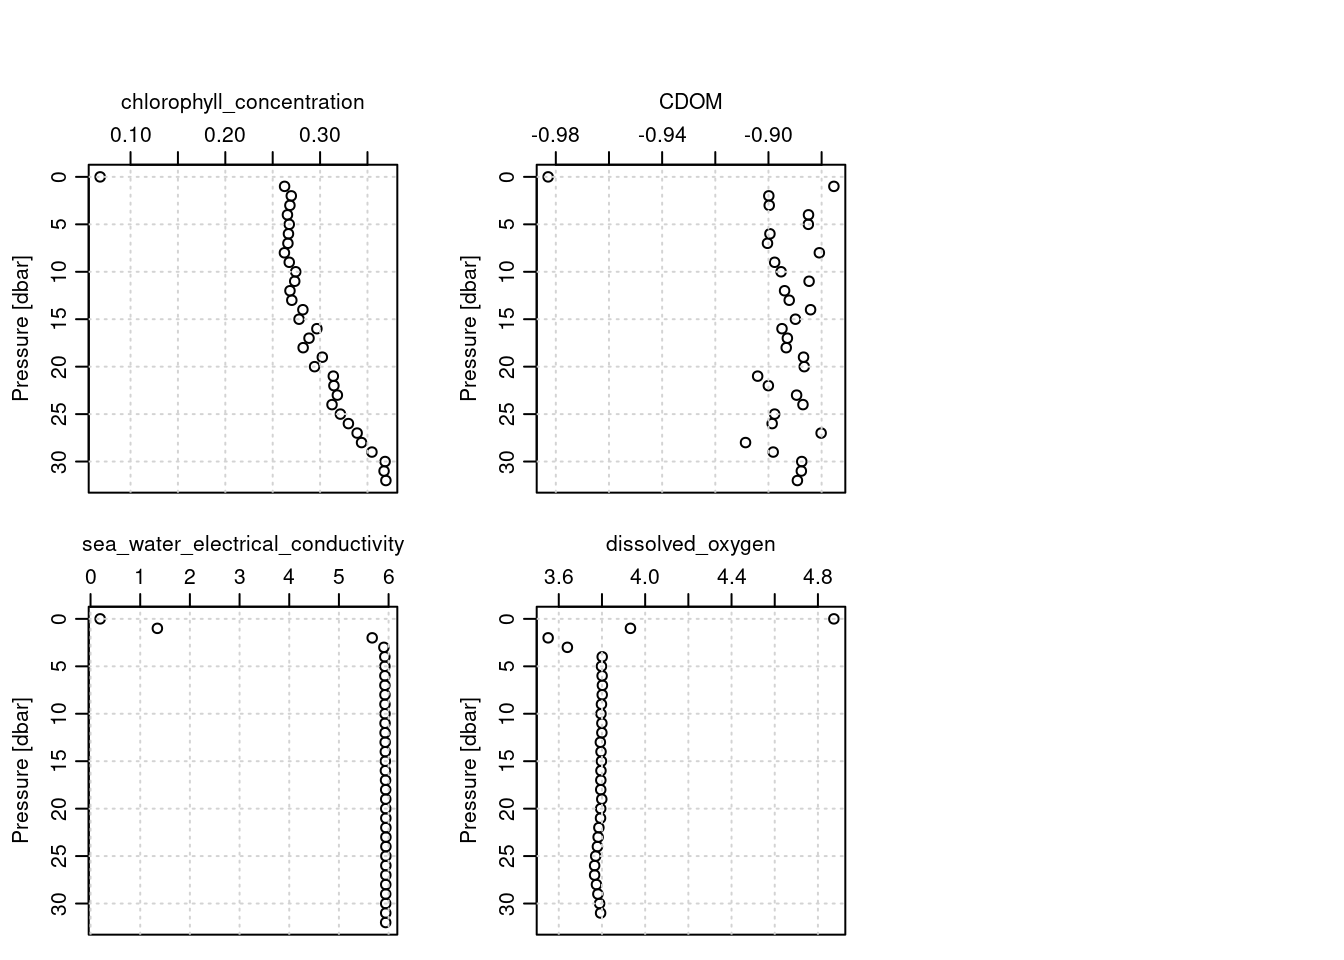 chlorophyll_concentration
0.10 0.20 0.30
0 5 10 15 20 25 30
Pressure [dbar]
CDOM
-0.98 -0.94 -0.90
0 5 10 15 20 25 30
Pressure [dbar]
sea_water_electrical_conductivity
0 1 2 3 4 5 6
0 5 10 15 20 25 30
Pressure [dbar]
dissolved_oxygen
3.6 4.0 4.4 4.8
0 5 10 15 20 25 30
Pressure [dbar]